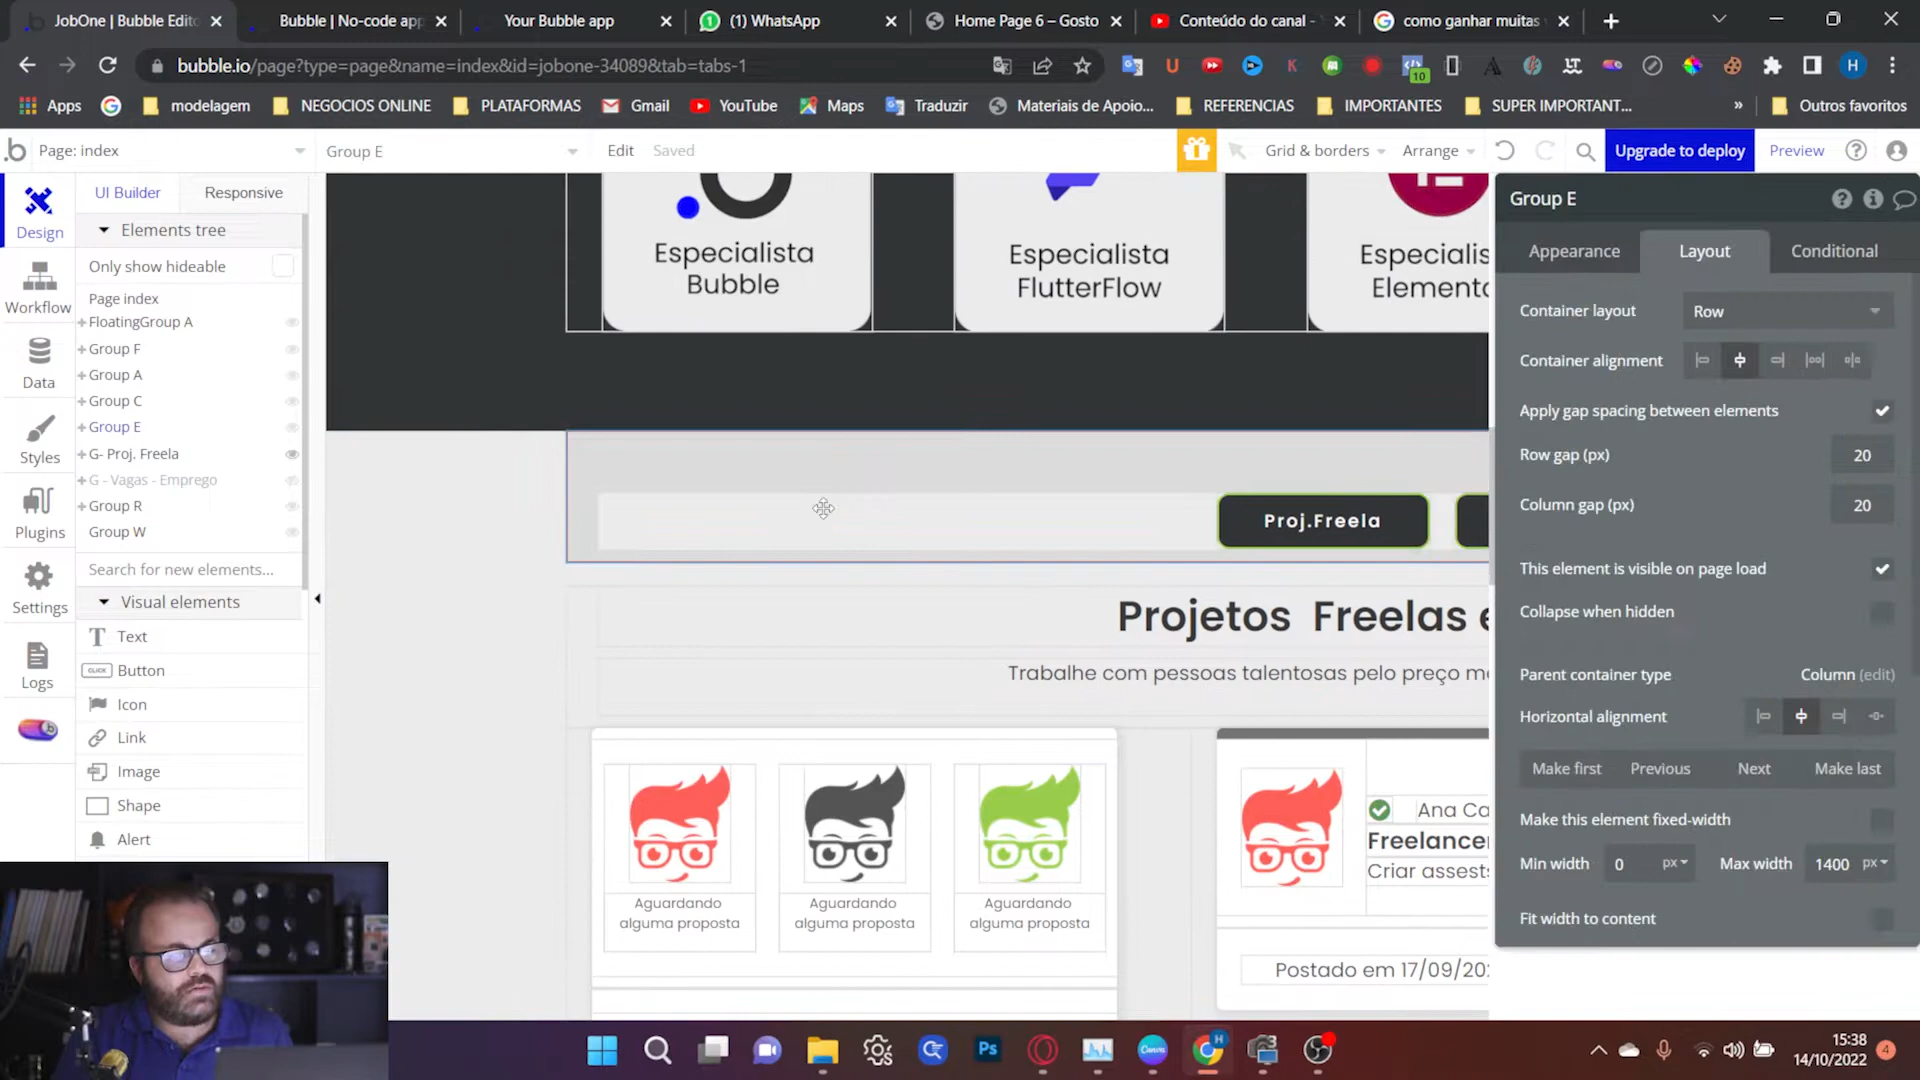 JobOne | Bubble Edito
Bubble | No-code app
Your Bubble app
(1) WhatsApp
Home Page 6 – Gosto
Conteúdo do canal -
como ganhar muitas
bubble.io/page?type=page&name=index&id=jobone-34089&tab=tabs-1
10
H
Apps
modelagem
NEGOCIOS ONLINE
PLATAFORMAS
Gmail
YouTube
Maps
Traduzir
Materiais de Apoio...
REFERENCIAS
IMPORTANTES
SUPER IMPORTANT...
»
Outros favoritos
Page: index
Group E
Edit
Saved
Grid & borders
Arrange
Upgrade to deploy
Preview
UI Builder
Responsive
Design
Workflow
Data
Styles
Plugins
Settings
Logs
Elements tree
Only show hideable
Page index
FloatingGroup A
Group F
Group A
Group C
Group E
G- Proj. Freela
G - Vagas - Emprego
Group R
Group W
Search for new elements...
Visual elements
Text
CLICK
Button
Icon
Link
Image
Shape
Alert
Especialista
Bubble
Especialista
FlutterFlow
Especialis
Elemento
Proj.Freela
Projetos Freelas e
Trabalhe com pessoas talentosas pelo preço me
Aguardando
alguma proposta
Aguardando
alguma proposta
Aguardando
alguma proposta
Ana Ca
Freelancer
Criar assests
Postado em 17/09/202
Group E
Appearance
Layout
Conditional
Container layout
Row
Container alignment
Apply gap spacing between elements
Row gap (px)
20
Column gap (px)
20
This element is visible on page load
Collapse when hidden
Parent container type
Column (edit)
Horizontal alignment
Make first
Previous
Next
Make last
Make this element fixed-width
Min width
0
px
Max width
1400
px
Fit width to content
Ps
Canva
H
15:38
14/10/2022
4